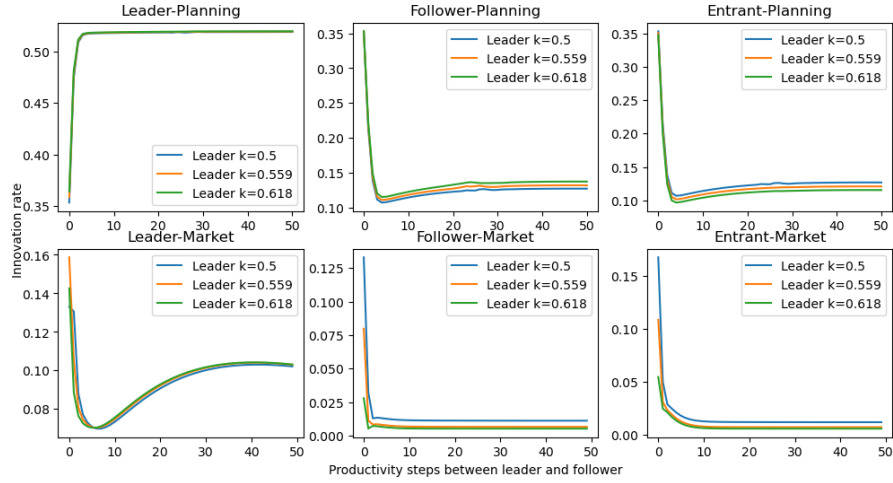 Leader-Planning
Follower-Planning
Entrant-Planning
0.50
0.45
0.40
0.35
0 10 20 30 40 50
Leader k=0.5
Leader k=0.559
Leader k=0.618
0.35
0.30
0.25
0.20
0.15
0.10
0 10 20 30 40 50
Leader k=0.5
Leader k=0.559
Leader k=0.618
0.35
0.30
0.25
0.20
0.15
0.10
0 10 20 30 40 50
Leader k=0.5
Leader k=0.559
Leader k=0.618
Innovation rate
Leader-Market
Follower-Market
Entrant-Market
0.16
0.14
0.12
0.10
0.08
0 10 20 30 40 50
Leader k=0.5
Leader k=0.559
Leader k=0.618
0.125
0.100
0.075
0.050
0.025
0.000
0 10 20 30 40 50
Leader k=0.5
Leader k=0.559
Leader k=0.618
0.15
0.10
0.05
0.00
0 10 20 30 40 50
Leader k=0.5
Leader k=0.559
Leader k=0.618
Productivity steps between leader and follower